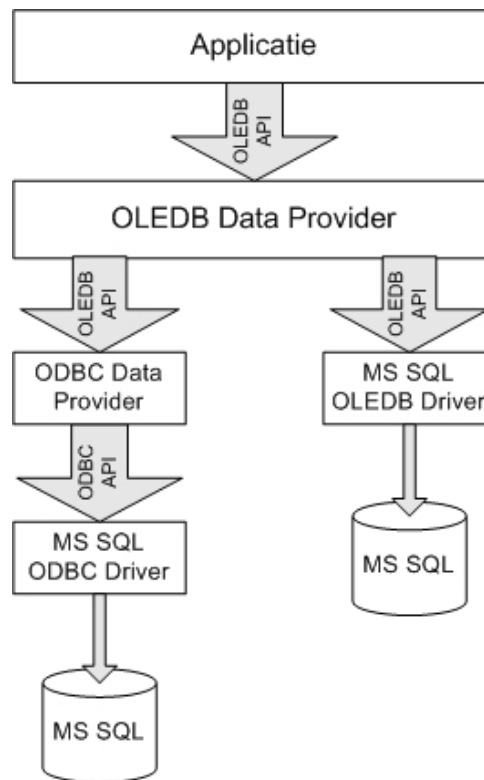 Applicatie
OLEDB
API
OLEDB Data Provider
OLEDB
API
OLEDB
API
ODBC Data
Provider
MS SQL
OLEDB Driver
ODBC
API
MS SQL
ODBC Driver
MS SQL
MS SQL